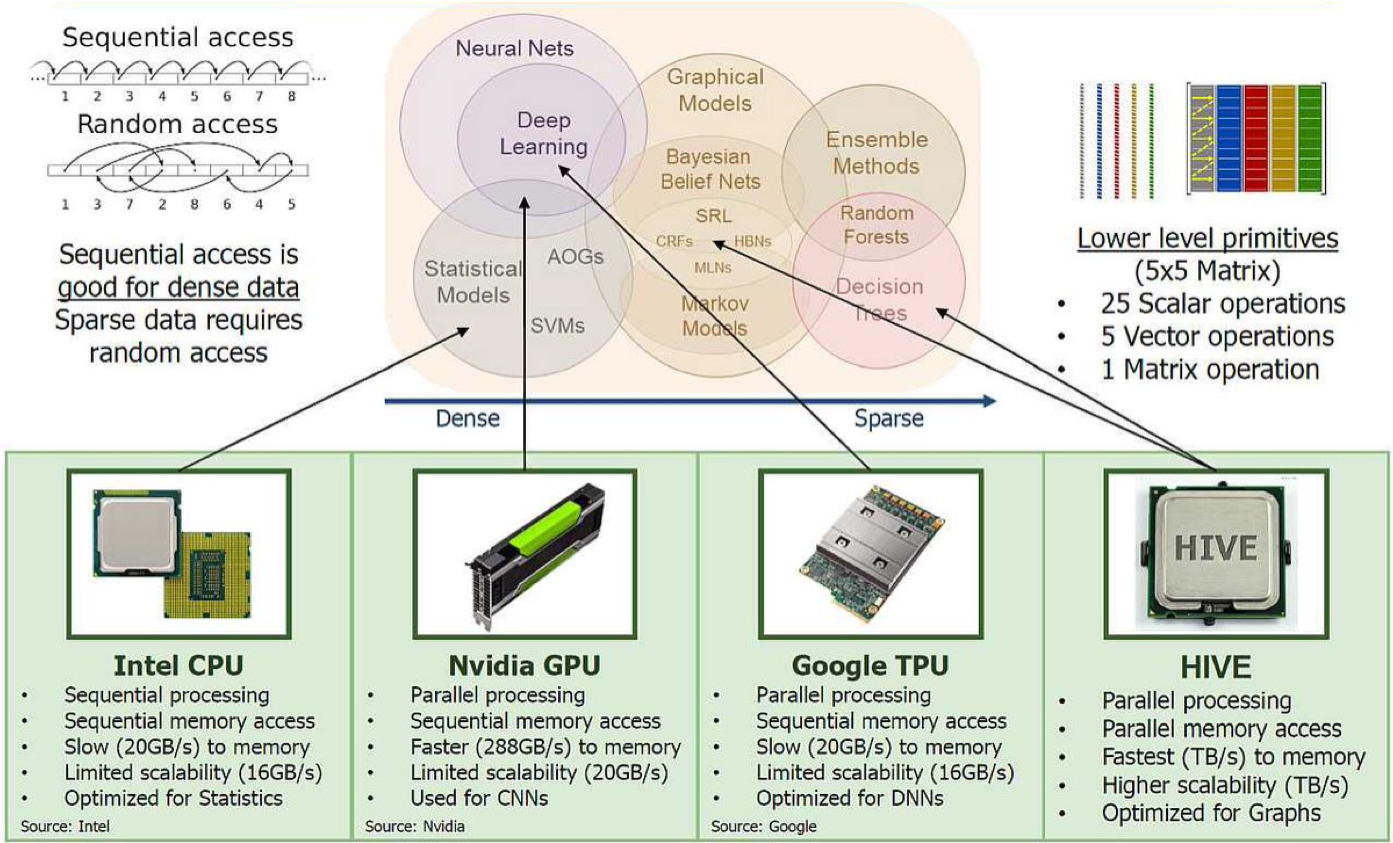 Sequential access
... ...
1 2 3 4 5 6 7 8
Random access
1 3 7 2 8 6 4 5
Sequential access is
good for dense data
Sparse data requires
random access
Neural Nets
Deep
Learning
Graphical
Models
Bayesian
Belief Nets
Ensemble
Methods
SRL
CRFs HBNs
MLNs
Random
Forests
Statistical
Models
AOGs
SVMs
Markov
Models
Decision
Trees
Dense Sparse
Lower level primitives
(5x5 Matrix)
• 25 Scalar operations
• 5 Vector operations
• 1 Matrix operation
Intel CPU
• Sequential processing
• Sequential memory access
• Slow (20GB/s) to memory
• Limited scalability (16GB/s)
• Optimized for Statistics
Source: Intel
Nvidia GPU
• Parallel processing
• Sequential memory access
• Faster (288GB/s) to memory
• Limited scalability (20GB/s)
• Used for CNNs
Source: Nvidia
Google TPU
• Parallel processing
• Sequential memory access
• Slow (20GB/s) to memory
• Limited scalability (16GB/s)
• Optimized for DNNs
Source: Google
HIVE
HIVE
• Parallel processing
• Parallel memory access
• Fastest (TB/s) to memory
• Higher scalability (TB/s)
• Optimized for Graphs